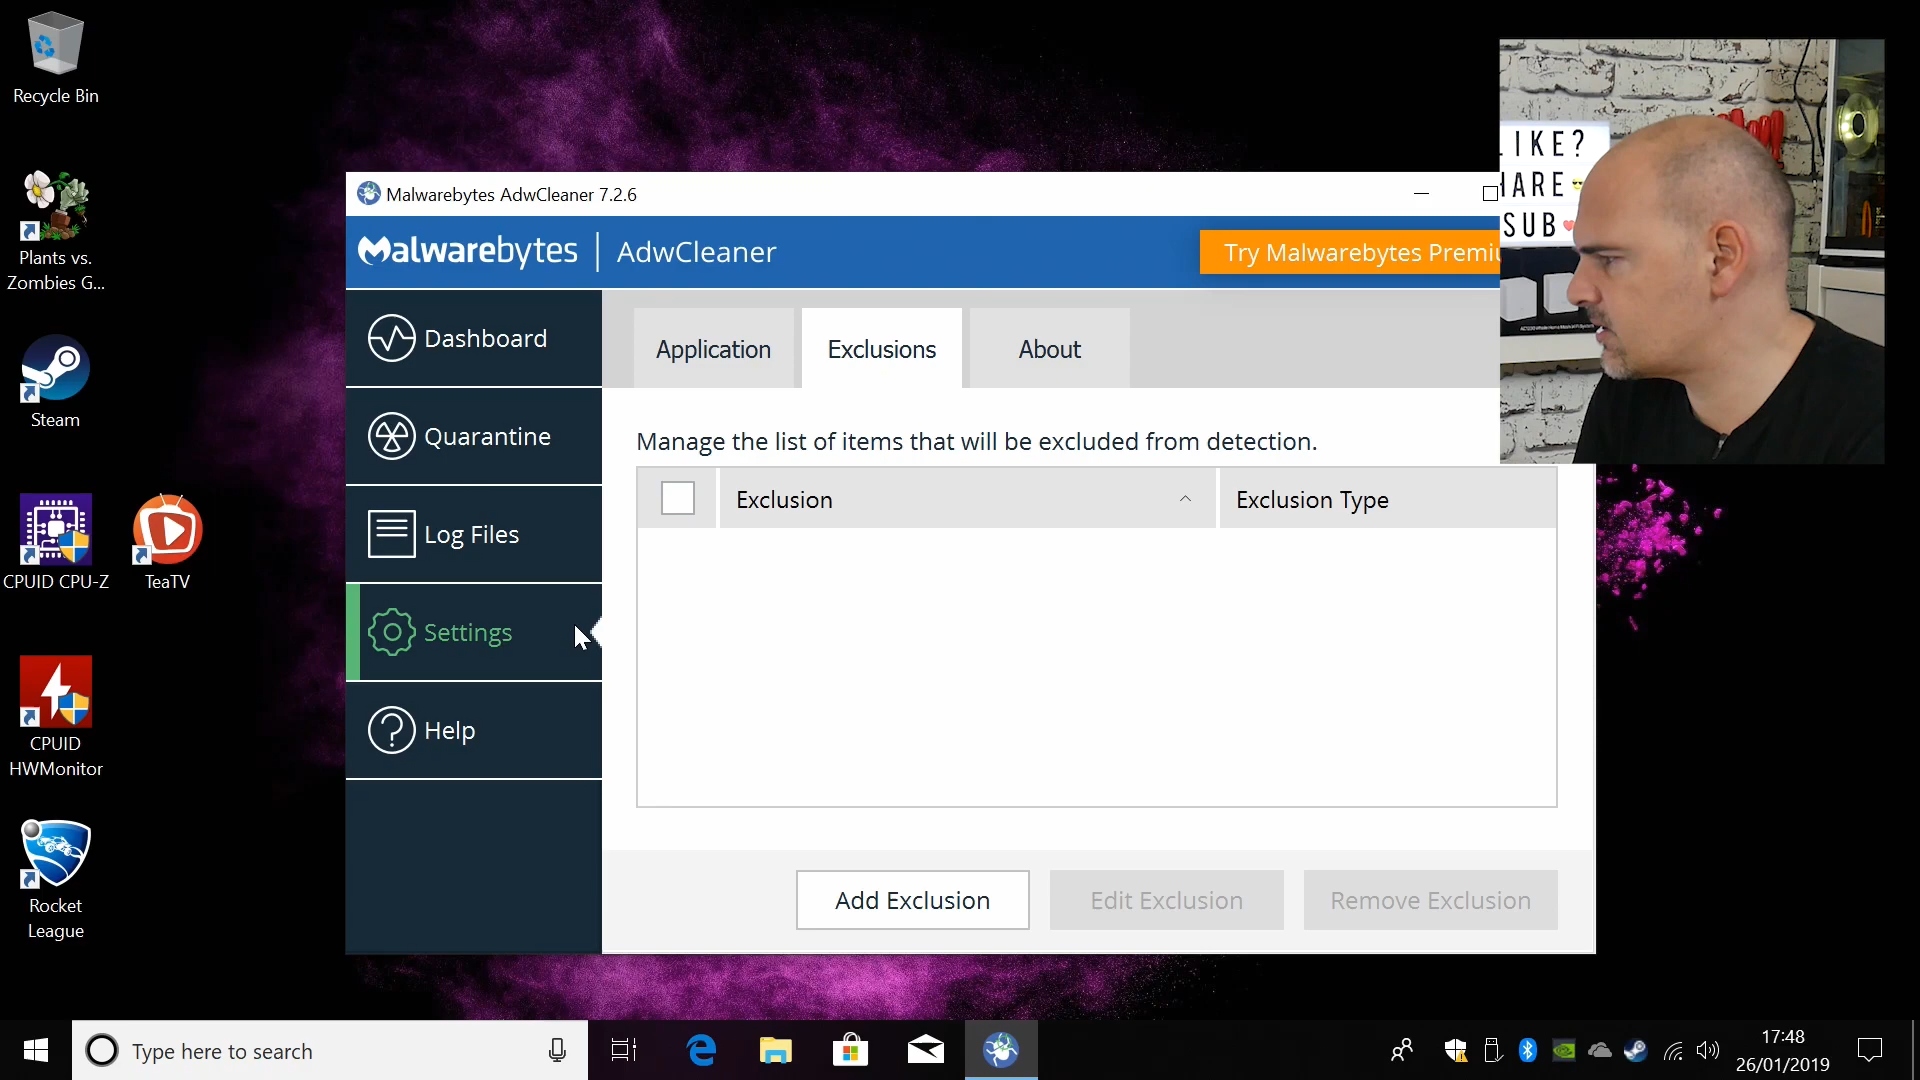 Recycle Bin
Plants vs.
Zombies G...
Steam
CPUID CPU-Z
TeaTV
CPUID
HWMonitor
Rocket
League
Malwarebytes AdwCleaner 7.2.6
Malwarebytes | AdwCleaner
Try Malwarebytes Premiu
Dashboard
Quarantine
Log Files
Settings
Help
Application
Exclusions
About
Manage the list of items that will be excluded from detection.
Exclusion
Exclusion Type
Add Exclusion
Edit Exclusion
Remove Exclusion
LIKE?
HARE
SUB
Type here to search
17:48
26/01/2019